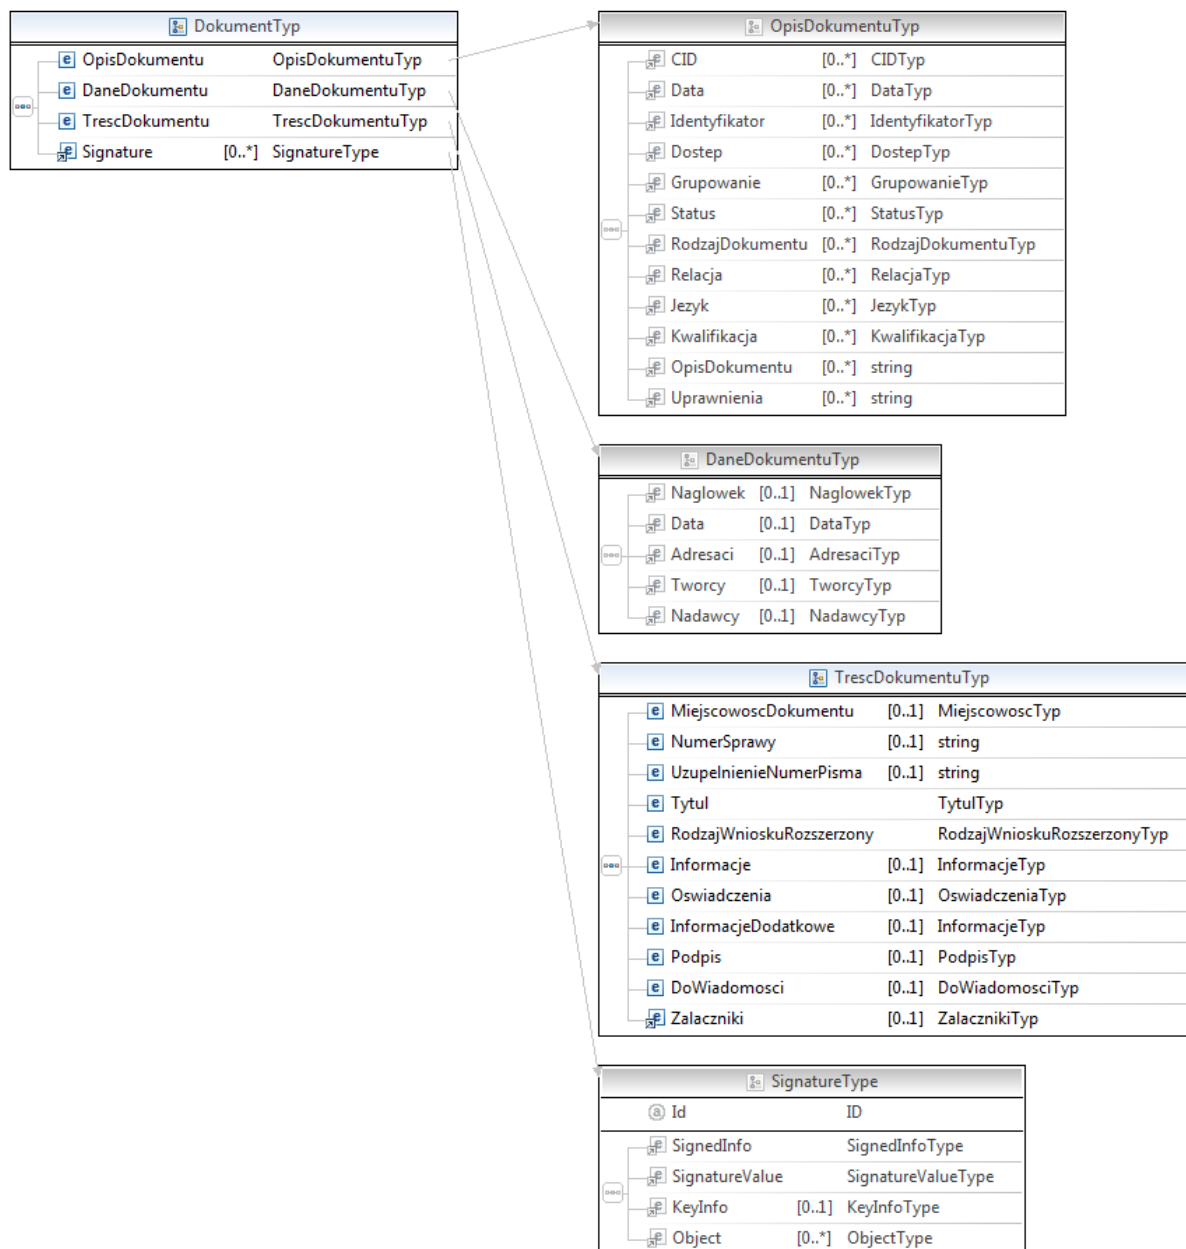 DokumentTyp
OpisDokumentu OpisDokumentuTyp
DaneDokumentu DaneDokumentuTyp
TrescDokumentu TrescDokumentuTyp
Signature [0..*] SignatureType
OpisDokumentuTyp
CID [0..*] CIDTyp
Data [0..*] DataTyp
Identyfikator [0..*] IdentyfikatorTyp
Dostep [0..*] DostepTyp
Grupowanie [0..*] GrupowanieTyp
Status [0..*] StatusTyp
RodzajDokumentu [0..*] RodzajDokumentuTyp
Relacja [0..*] RelacjaTyp
Jezyk [0..*] JezykTyp
Kwalifikacja [0..*] KwalifikacjaTyp
OpisDokumentu [0..*] string
Uprawnienia [0..*] string
DaneDokumentuTyp
Naglowek [0..1] NaglowekTyp
Data [0..1] DataTyp
Adresaci [0..1] AdresaciTyp
Tworcy [0..1] TworcyTyp
Nadawcy [0..1] NadawcyTyp
TrescDokumentuTyp
MiejscowoscDokumentu [0..1] MiejscowoscTyp
NumerSprawy [0..1] string
UzupelnienieNumerPisma [0..1] string
Tytul TytulTyp
RodzajWnioskuRozszerzony RodzajWnioskuRozszerzonyTyp
Informacje [0..1] InformacjeTyp
Oswiadczenia [0..1] OswiadczeniaTyp
InformacjeDodatkowe [0..1] InformacjeTyp
Podpis [0..1] PodpisTyp
DoWiadomosci [0..1] DoWiadomosciTyp
Zalaczniki [0..1] ZalacznikiTyp
SignatureType
Id ID
SignedInfo SignedInfoType
SignatureValue SignatureValueType
KeyInfo [0..1] KeyInfoType
Object [0..*] ObjectType